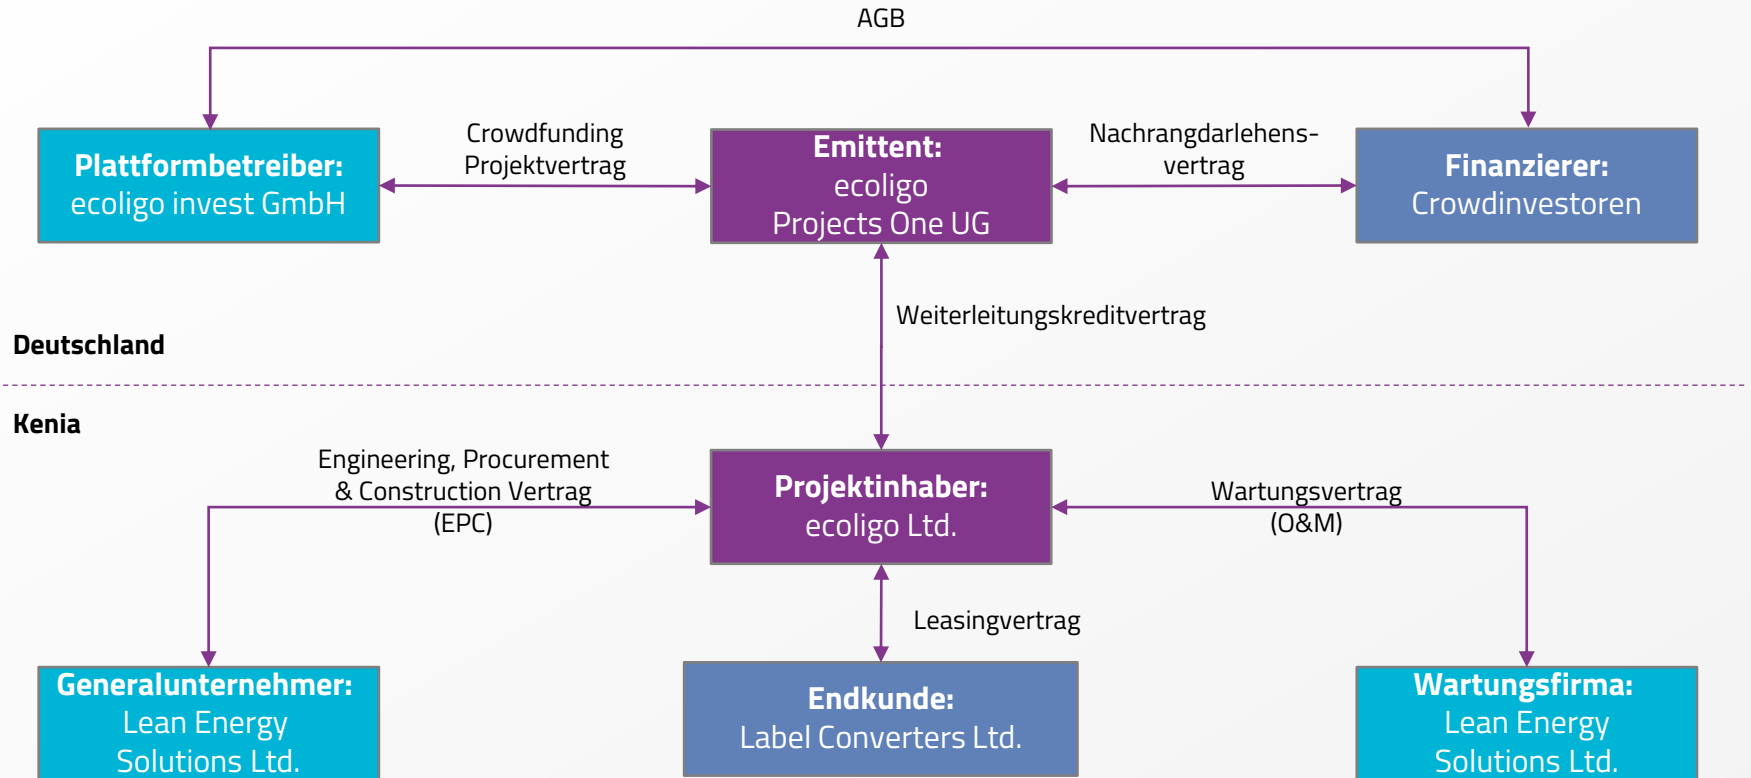 AGB
Plattformbetreiber:
ecoligo invest GmbH
Crowdfunding
Projektvertrag
Emittent:
ecoligo
Projects One UG
Nachrangdarlehens-
vertrag
Finanzierer:
Crowdinvestoren
Weiterleitungskreditvertrag
Deutschland
Kenia
Engineering, Procurement
& Construction Vertrag
(EPC)
Projektinhaber:
ecoligo Ltd.
Wartungsvertrag
(O&M)
Leasingvertrag
Generalunternehmer:
Lean Energy
Solutions Ltd.
Endkunde:
Label Converters Ltd.
Wartungsfirma:
Lean Energy
Solutions Ltd.